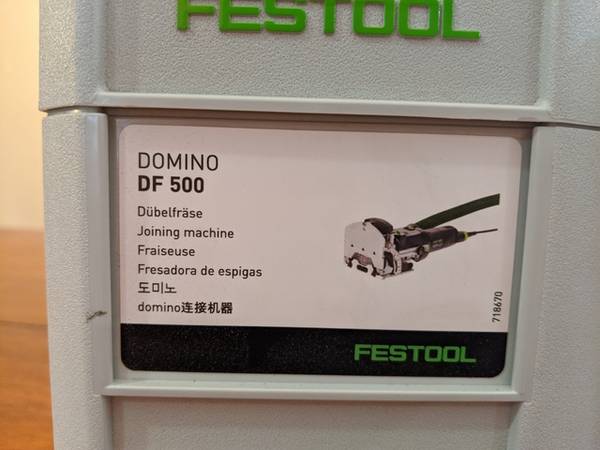 FESTOOL
DOMINO
DF 500
Dübelfräse
Joining machine
Fraiseuse
Fresadora de espigas
도미노
domino连接机器
718670
FESTOOL